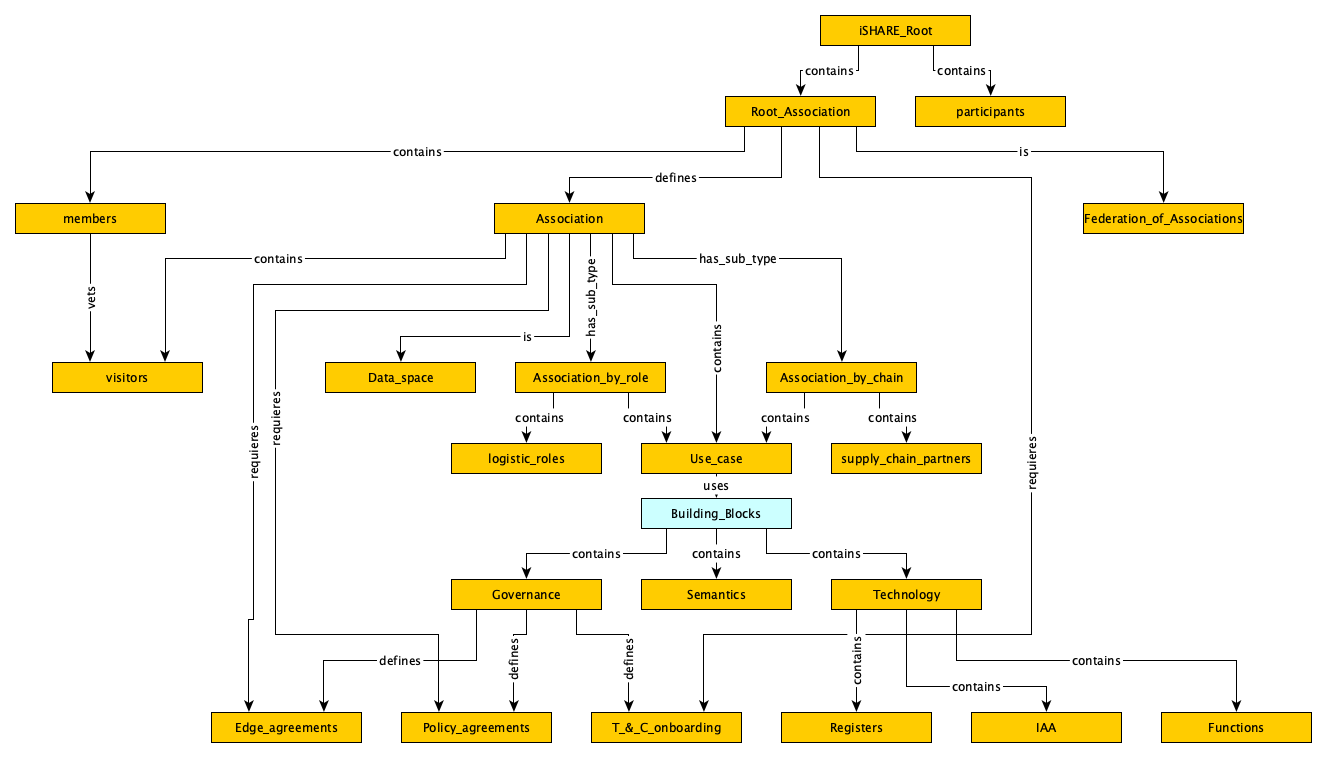 iSHARE_Root
contains
contains
Root_Association
participants
contains
is
defines
members
Association
Federation_of_Associations
contains
has_sub_type
vets
has_sub_type
is
contains
visitors
Data_space
Association_by_role
Association_by_chain
requieres
requieres
contains
contains
contains
contains
logistic_roles
Use_case
supply_chain_partners
requieres
uses
Building_Blocks
contains
contains
contains
Governance
Semantics
Technology
defines
defines
defines
contains
contains
contains
Edge_agreements
Policy_agreements
T_&_C_onboarding
Registers
IAA
Functions